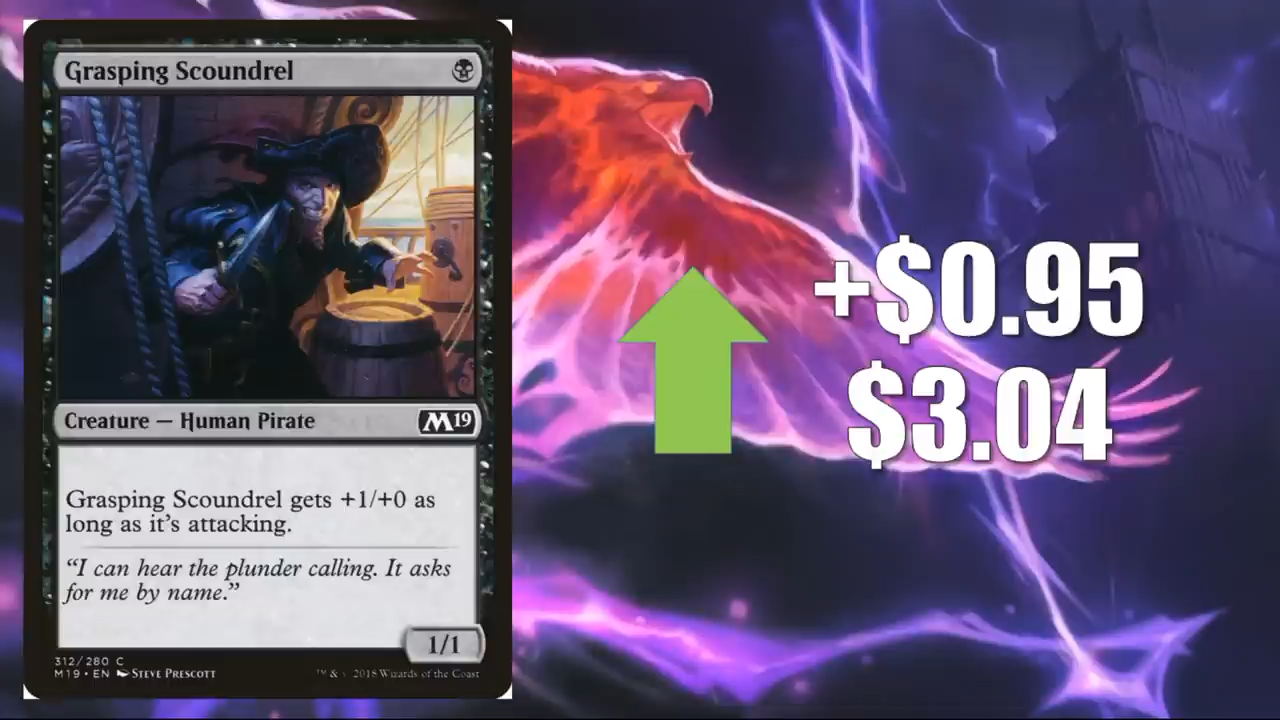 Grasping Scoundrel
Creature — Human Pirate
M19
Grasping Scoundrel gets +1/+0 as
long as it's attacking.
“I can hear the plunder calling. It asks
for me by name.”
1/1
312/280 C
M19 • EN STEVE PRESCOTT
™ & © 2018 Wizards of the Coast
+$0.95
$3.04